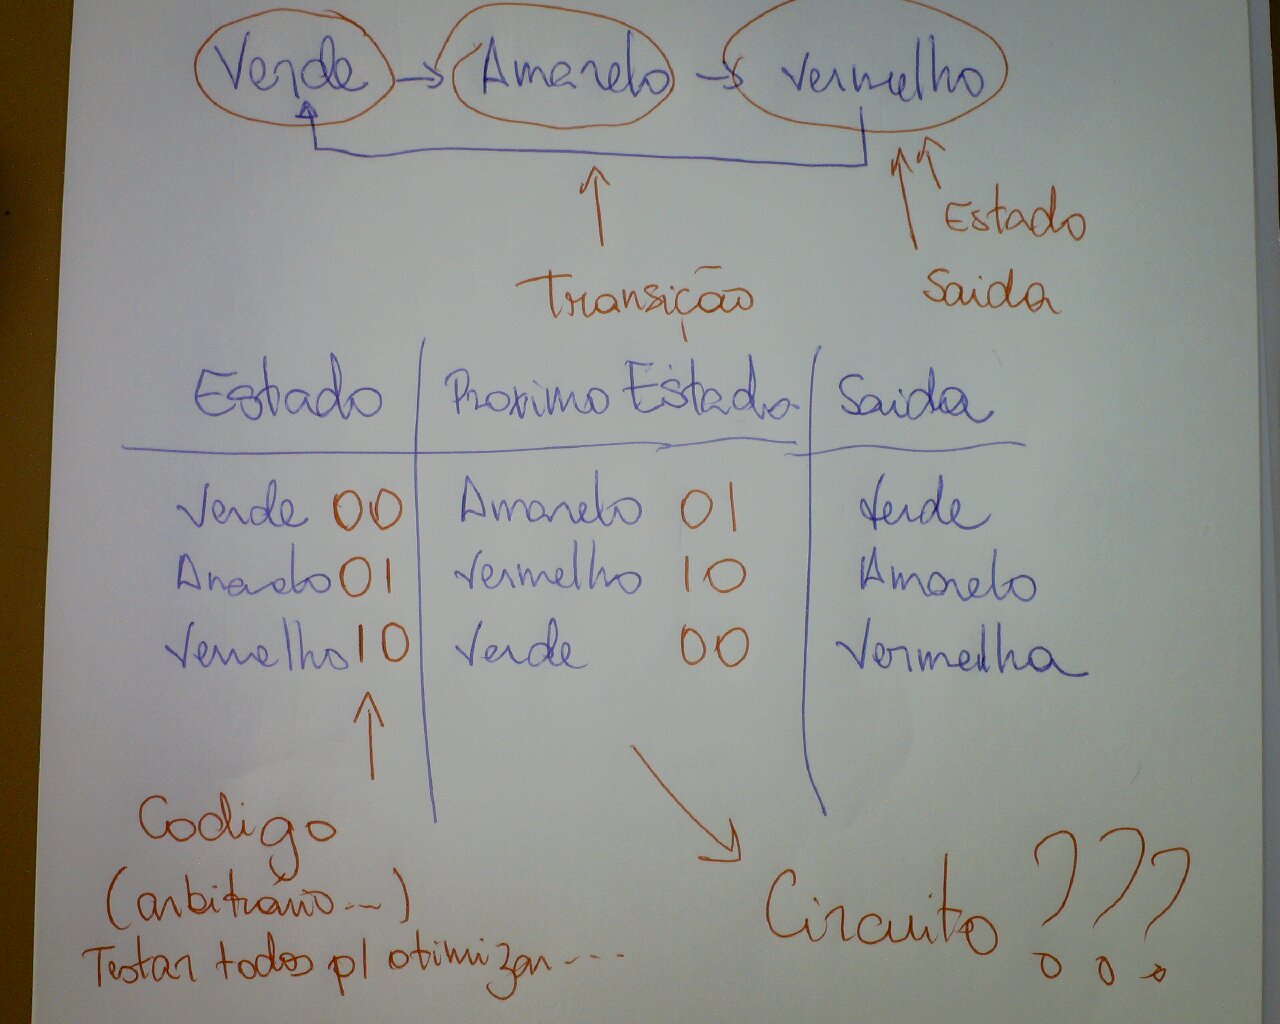 Verde → Amarelo → Vermelho
Estado
Transição
Saida
Estado Proximo Estado Saida
Verde 00 Amarelo 01 Verde
Amarelo 01 Vermelho 10 Amarelo
Vermelho 10 Verde 00 Vermelha
Codigo
(arbitrário...)
Circuito ???
Testar todos p/ otimizar...